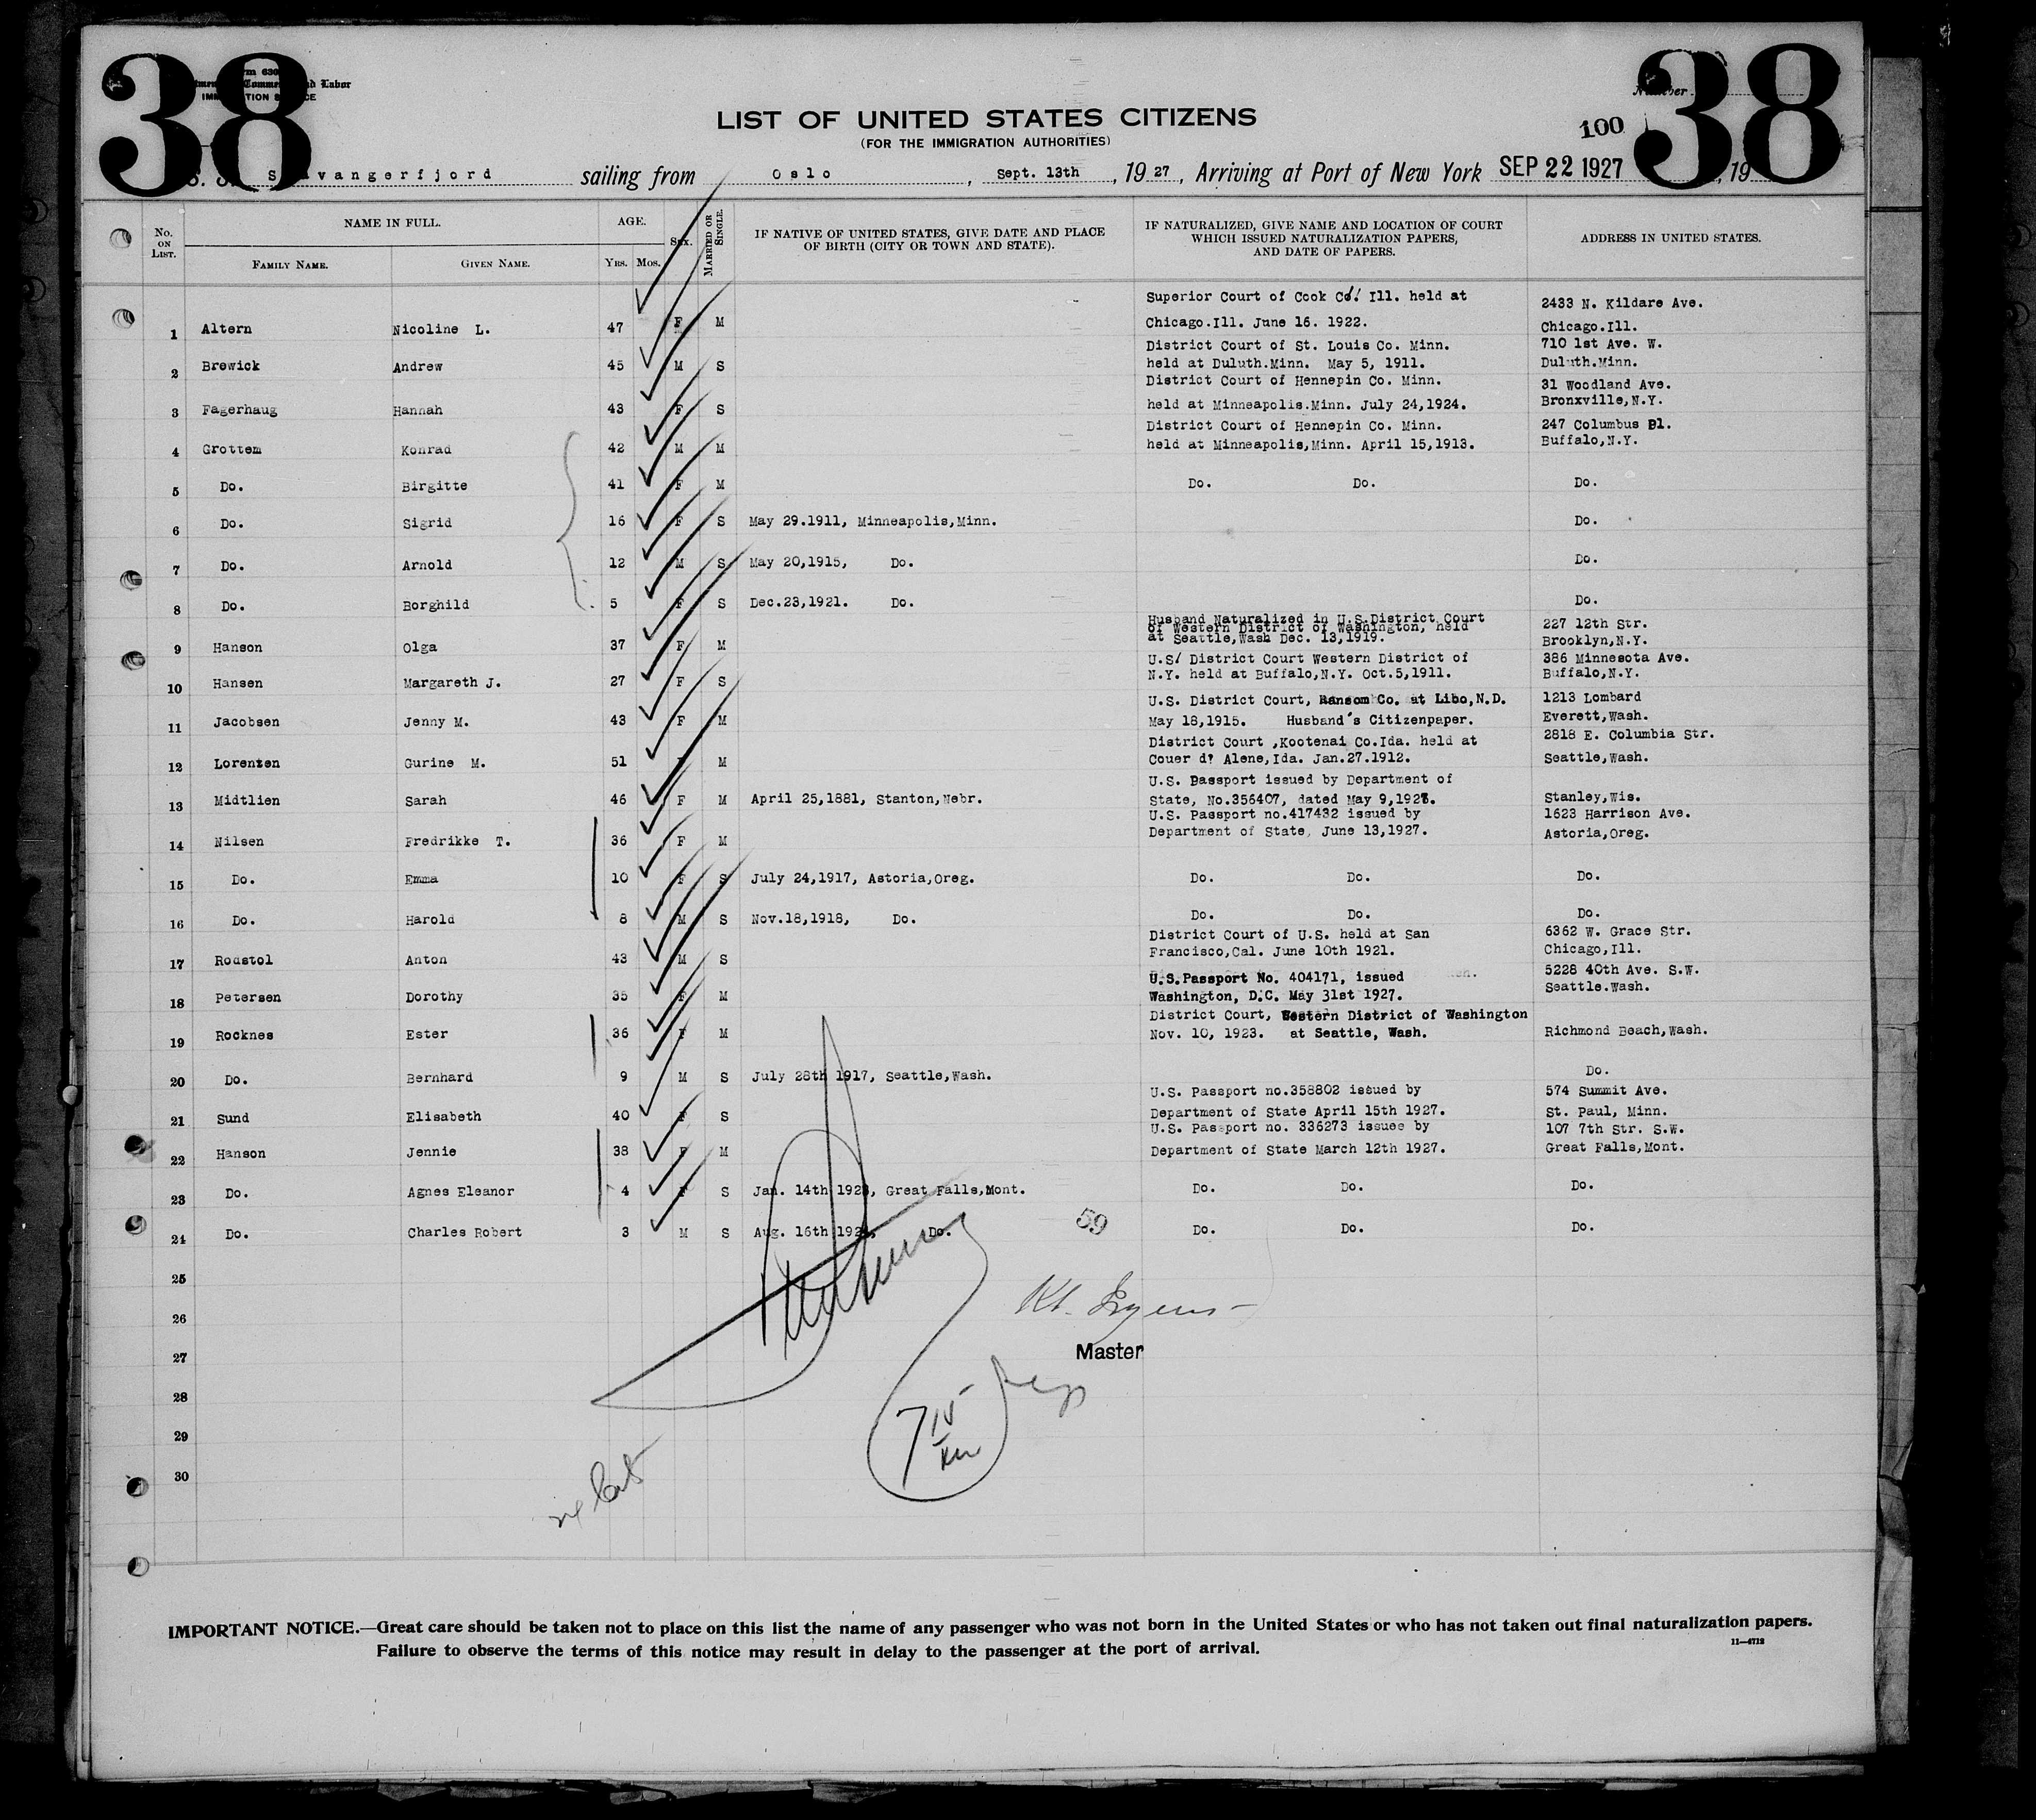 38
38
Labor
Number
LIST OF UNITED STATES CITIZENS
(FOR THE IMMIGRATION AUTHORITIES)
100
S vangerfjord sailing from Oslo, Sept. 13th, 1927, Arriving at Port of New York SEP 22 1927, 19
No. ON LIST.
NAME IN FULL.
FAMILY NAME.
GIVEN NAME.
AGE.
YRS. MOS.
SEX.
MARRIED OR SINGLE.
IF NATIVE OF UNITED STATES, GIVE DATE AND PLACE
OF BIRTH (CITY OR TOWN AND STATE).
IF NATURALIZED, GIVE NAME AND LOCATION OF COURT
WHICH ISSUED NATURALIZATION PAPERS,
AND DATE OF PAPERS.
ADDRESS IN UNITED STATES.
Superior Court of Cook Co. Ill. held at 2433 N. Kildare Ave.
1 Altern Nicoline L. 47 F M Chicago.Ill. June 16. 1922. Chicago.Ill.
District Court of St. Louis Co. Minn. 710 1st Ave. W.
2 Brewick Andrew 45 M S held at Duluth.Minn. May 5, 1911. Duluth.Minn.
District Court of Hennepin Co. Minn. 31 Woodland Ave.
3 Fagerhaug Hannah 43 F S held at Minneapolis.Minn. July 24,1924. Bronxville,N.Y.
District Court of Hennepin Co. Minn. 247 Columbus Pl.
4 Grottem Konrad 42 M M held at Minneapolis,Minn. April 15,1913. Buffalo,N.Y.
5 Do. Birgitte 41 F M Do. Do. Do.
6 Do. Sigrid 16 F S May 29.1911, Minneapolis,Minn. Do.
7 Do. Arnold 12 M S May 20,1915, Do. Do.
8 Do. Borghild 5 F S Dec.23,1921. Do. Do.
Husband Naturalized in U.S.District Court
of Western District of Washington, held 227 12th Str.
9 Hanson Olga 37 F M at Seattle,Wash Dec. 13,1919. Brooklyn,N.Y.
U.S. District Court Western District of 386 Minnesota Ave.
10 Hansen Margareth J. 27 F S N.Y. held at Buffalo,N.Y. Oct.5,1911. Buffalo,N.Y.
U.S. District Court, Ransom Co. at Libo,N.D. 1213 Lombard
11 Jacobsen Jenny M. 43 F M May 18,1915. Husband's Citizenpaper. Everett,Wash.
District Court ,Kootenai Co.Ida. held at 2818 E. Columbia Str.
12 Lorenten Gurine M. 51 M Couer d' Alene,Ida. Jan.27.1912. Seattle,Wash.
U.S. Passport issued by Department of
13 Midtlien Sarah 46 F M April 25,1881, Stanton,Nebr. State, No.356407, dated May 9, Stanley,Wis.
U.S. Passport no.417432 issued by 1623 Harrison Ave.
14 Nilsen Fredrikke T. 36 F M Department of State, June 13,1927. Astoria,Oreg.
15 Do. Emma 10 F S July 24,1917, Astoria,Oreg. Do. Do. Do.
16 Do. Harold 8 M S Nov.18,1918, Do. Do. Do. Do.
District Court of U.S. held at San 6362 W. Grace Str.
17 Rodstol Anton 43 M S Francisco,Cal. June 10th 1921. Chicago,Ill.
U.S.Passport No. 404171, issued 5228 40th Ave. S.W.
18 Petersen Dorothy 35 F M Washington, D.C. May 31st 1927. Seattle.Wash.
District Court, Western District of Washington
19 Rocknes Ester 36 F M Nov. 10, 1923. at Seattle, Wash. Richmond Beach,Wash.
20 Do. Bernhard 9 M S July 28th 1917, Seattle,Wash. Do.
U.S. Passport no.358802 issued by 574 Summit Ave.
21 Sund Elisabeth 40 F S Department of State April 15th 1927. St. Paul, Minn.
U.S. Passport no. 336273 issuee by 107 7th Str. S.W.
22 Hanson Jennie 38 F M Department of State March 12th 1927. Great Falls,Mont.
23 Do. Agnes Eleanor 4 F S Jan. 14th 1923, Great Falls,Mont. Do. Do. Do.
24 Do. Charles Robert 3 M S Aug. 16th 1924, Do. Do. Do. Do.
59
25
26
27
Master
28
29
30
IMPORTANT NOTICE.—Great care should be taken not to place on this list the name of any passenger who was not born in the United States or who has not taken out final naturalization papers.
Failure to observe the terms of this notice may result in delay to the passenger at the port of arrival.
11—4712